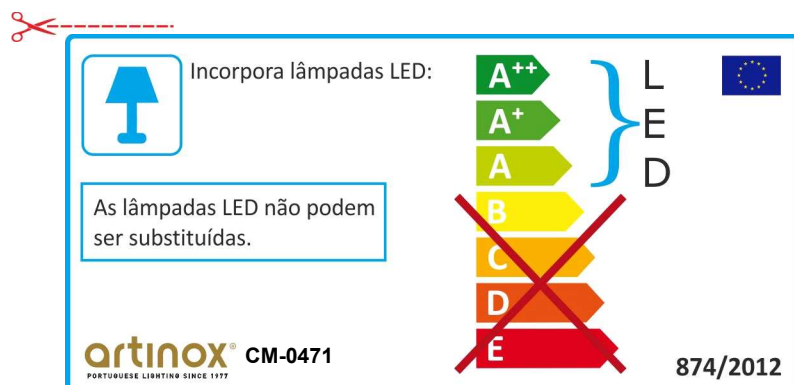 Incorpora lâmpadas LED:
A++
A+
A
B
C
D
E
L
E
D
As lâmpadas LED não podem
ser substituídas.
artinox® CM-0471
PORTUGUESE LIGHTING SINCE 1977
874/2012